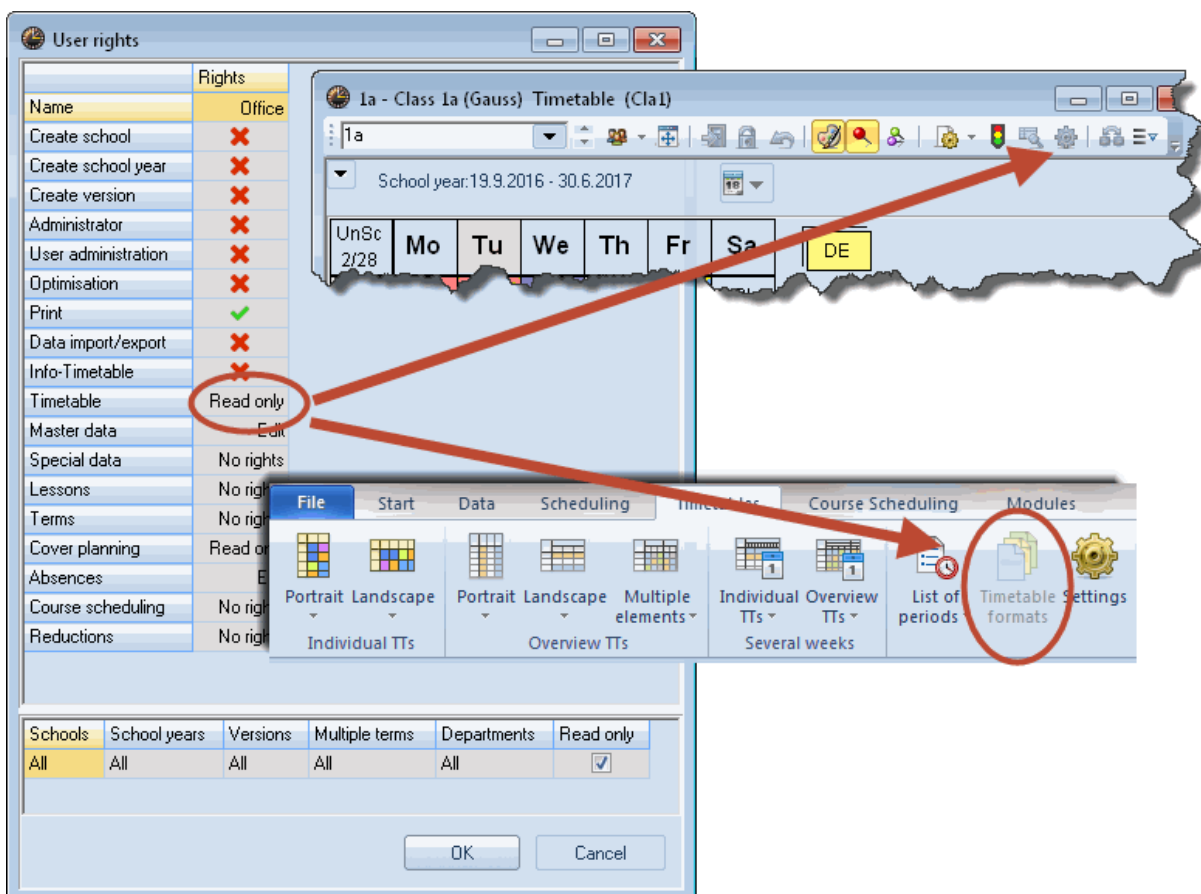 User rights
Rights
Name Office
Create school
Create school year
Create version
Administrator
User administration
Optimisation
Print
Data import/export
Info-Timetable
Timetable Read only
Master data Edit
Special data No rights
Lessons
Terms
Cover planning Read
Absences
Course scheduling
Reductions
1a - Class 1a (Gauss) Timetable (Cla1)
1a
School year:19.9.2016 - 30.6.2017
18
UnSc
2/28
Mo Tu We Th Fr Sa
DE
File Start Data Scheduling Course Scheduling Modules
1 1
Portrait Landscape Portrait Landscape Multiple elements Individual TTs Overview TTs List of periods Timetable formats Settings
Individual TTs Overview TTs Several weeks
Schools School years Versions Multiple terms Departments Read only
All All All All All
OK Cancel